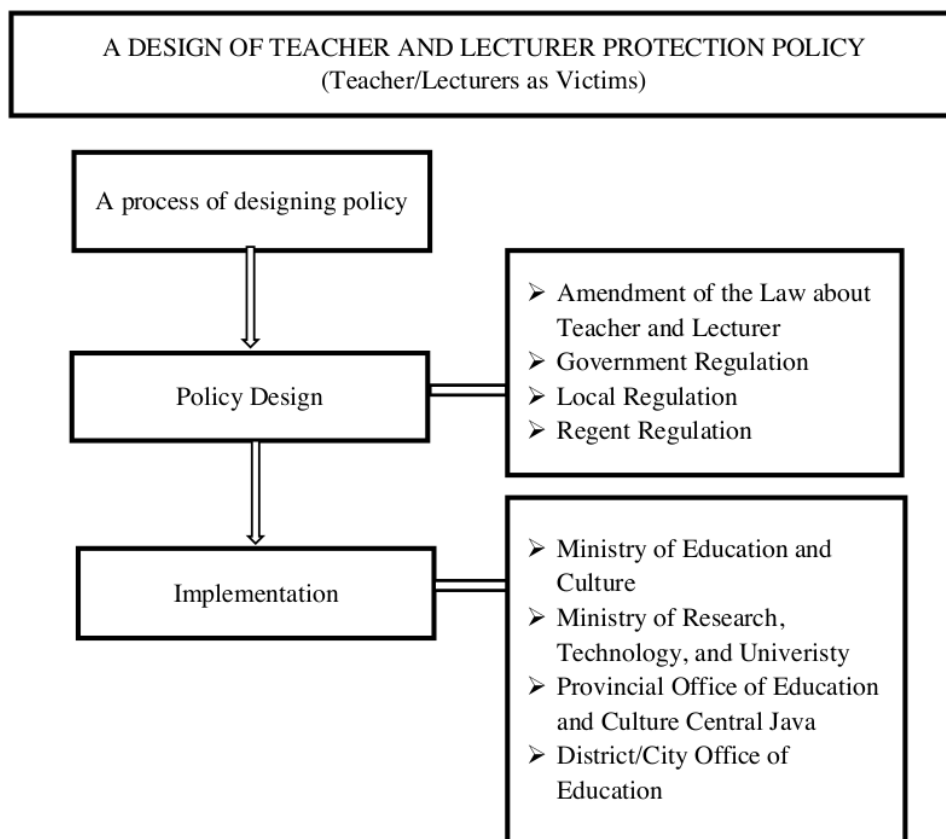 A DESIGN OF TEACHER AND LECTURER PROTECTION POLICY
(Teacher/Lecturers as Victims)
A process of designing policy
Policy Design
➢ Amendment of the Law about
Teacher and Lecturer
➢ Government Regulation
➢ Local Regulation
➢ Regent Regulation
Implementation
➢ Ministry of Education and
Culture
➢ Ministry of Research,
Technology, and Univeristy
➢ Provincial Office of Education
and Culture Central Java
➢ District/City Office of
Education